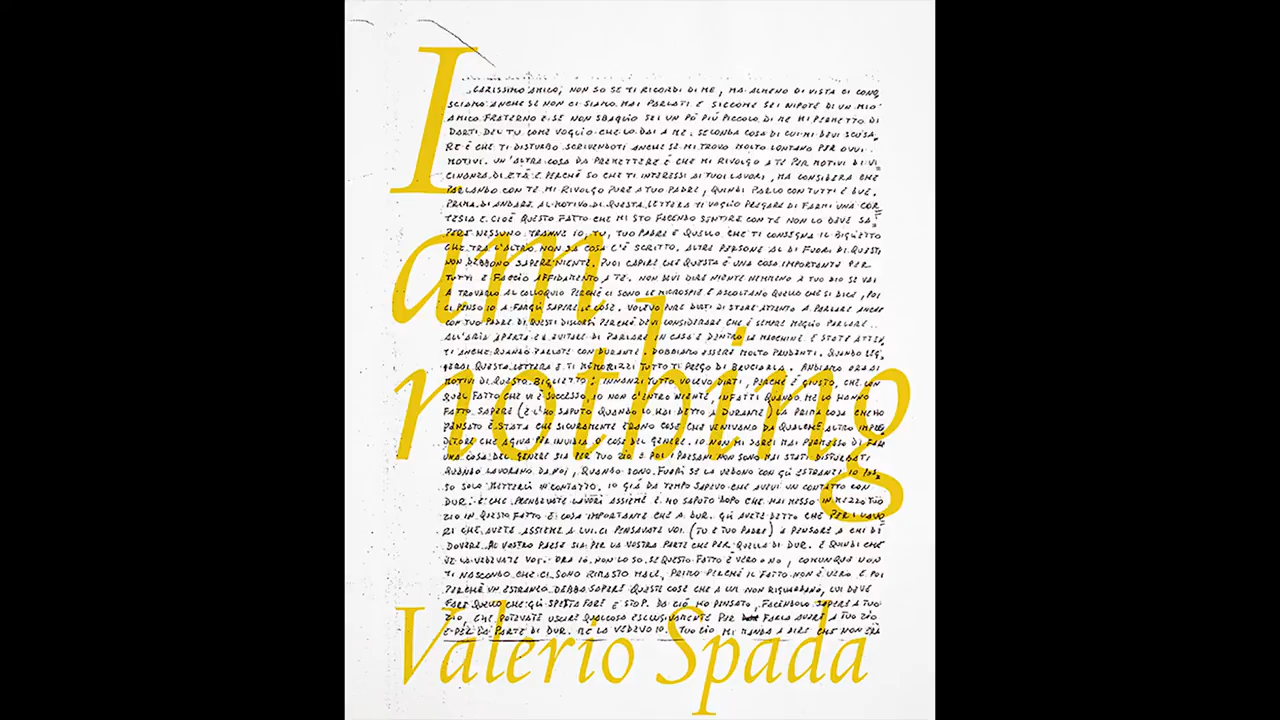 I
am
nothing
CARISSIMO AMICO, NON SO SE TI RICORDI DI ME, MA ALMENO DI VISTA CI CONO
SCIAMO ANCHE SE NON CI SIAMO MAI PARLATI E SICCOME SEI NIPOTE DI UN MIO
AMICO FRATERNO E SE NON SBAGLIO SEI UN PÒ PIÙ PICCOLO DI ME MI PERMETTO DI
DARTI DEL TU COME VOGLIO CHE LO DAI A ME. SECONDA COSA DI CUI MI DEVI SCUSA
RE È CHE TI DISTURBO SCRIVENDOTI ANCHE SE MI TROVO MOLTO LONTANO PER OVVI
MOTIVI. UN'ALTRA COSA DA PREMETTERE È CHE MI RIVOLGO A TE PER MOTIVI DI VI
CINANZA DI ETÀ E PERCHÉ SO CHE TI INTERESSI AI TUOI LAVORI, MA CONSIDERA CHE
PARLANDO CON TE MI RIVOLGO PURE A TUO PADRE, QUINDI PARLO CON TUTTI E DUE.
PRIMA DI ANDARE AL MOTIVO DI QUESTA LETTERA TI VOGLIO PREGARE DI FARMI UNA COR
TESIA E CIOÈ QUESTO FATTO CHE MI STO FACENDO SENTIRE CON TE NON LO DEVE SA
PERE NESSUNO TRANNE IO, TU, TUO PADRE E QUELLO CHE TI CONSEGNA IL BIGLIETTO
CHE TRA L'ALTRO NON SA COSA C'È SCRITTO. ALTRE PERSONE AL DI FUORI DI QUESTI
NON DEBBONO SAPERE NIENTE. PUOI CAPIRE CHE QUESTA È UNA COSA IMPORTANTE PER
TUTTI E FACCIO AFFIDAMENTO A TE. NON DEVI DIRE NIENTE NEMMENO A TUO ZIO SE VAI
A TROVARLO AL COLLOQUIO PERCHÉ CI SONO LE MICROSPIE E ASCOLTANO QUELLO CHE SI DICE, POI
CI PENSO IO A FARGLI SAPERE LE COSE. VOLEVO PURE DIRTI DI STARE ATTENTO A PARLARE ANCHE
CON TUO PADRE DI QUESTI DISCORSI PERCHÉ DEVI CONSIDERARE CHE È SEMPRE MEGLIO PARLARE
ALL'ARIA APERTA ED EVITARE DI PARLARE IN CASA E DENTRO LE MACCHINE. E STATE ATTEN
TI ANCHE QUANDO PARLATE CON DURANTE. DOBBIAMO ESSERE MOLTO PRUDENTI. QUANDO LEG
GERAI QUESTA LETTERA E TI MEMORIZZI TUTTO TI PREGO DI BRUCIARLA. ANDIAMO ORA AI
MOTIVI DI QUESTO BIGLIETTO: INNANZI TUTTO VOLEVO DIRTI, PERCHÉ È GIUSTO, CHE CON
QUEL FATTO CHE VI È SUCCESSO, IO NON C'ENTRO NIENTE, INFATTI QUANDO ME LO HANNO
FATTO SAPERE (E L'HO SAPUTO QUANDO LO HAI DETTO A DURANTE) LA PRIMA COSA CHE HO
PENSATO È STATA CHE SICURAMENTE ERANO COSE CHE VENIVANO DA QUALCHE ALTRO IMPREN
DITORE CHE AGIVA PER INVIDIA O COSE DEL GENERE. IO NON MI SAREI MAI PERMESSO DI FAR
UNA COSA DEL GENERE SIA PER TUO ZIO E POI I PAESANI NON SONO MAI STATI DISTURBATI
QUANDO LAVORANO DA NOI, QUANDO SONO FUORI SE LA VEDONO CON GLI ESTRANEI IO POS
SO SOLO METTERLI IN CONTATTO. IO GIÀ DA TEMPO SAPEVO CHE AVEVI UN CONTATTO CON
DUR. E CHE PRENDEVATE LAVORI ASSIEME E HO SAPUTO DOPO CHE HAI MESSO IN MEZZO TUO
ZIO IN QUESTO FATTO E COSA IMPORTANTE CHE A DUR. GLI AVETE DETTO CHE PER I LAVO
RI CHE AVETE ASSIEME A LUI CI PENSAVATE VOI (TU E TUO PADRE) A PENSARE A CHI DI
DOVERE AL VOSTRO PAESE SIA PER LA VOSTRA PARTE CHE PER QUELLA DI DUR. E QUINDI CHE
VE LA VEDEVATE VOI. ORA IO NON LO SO SE QUESTO FATTO È VERO O NO, COMUNQUE NON
TI NASCONDO CHE CI SONO RIMASTO MALE, PRIMO PERCHÉ IL FATTO NON È VERO E POI
PERCHÉ UN ESTRANEO DEBBA SAPERE QUESTE COSE CHE A LUI NON RIGUARDANO, LUI DEVE
FARE QUELLO CHE GLI SPETTA FARE E STOP. DA CIÒ HO PENSATO, FACENDOLO SAPERE A TUO
ZIO, CHE POTEVATE USCIRE QUALCOSA ESCLUSIVAMENTE PER FARLA AVERE A TUO ZIO
E PER LA PARTE DI DUR. ME LA VEDEVO IO. TUO ZIO MI MANDA A DIRE CHE NON ERA
Valerio Spada